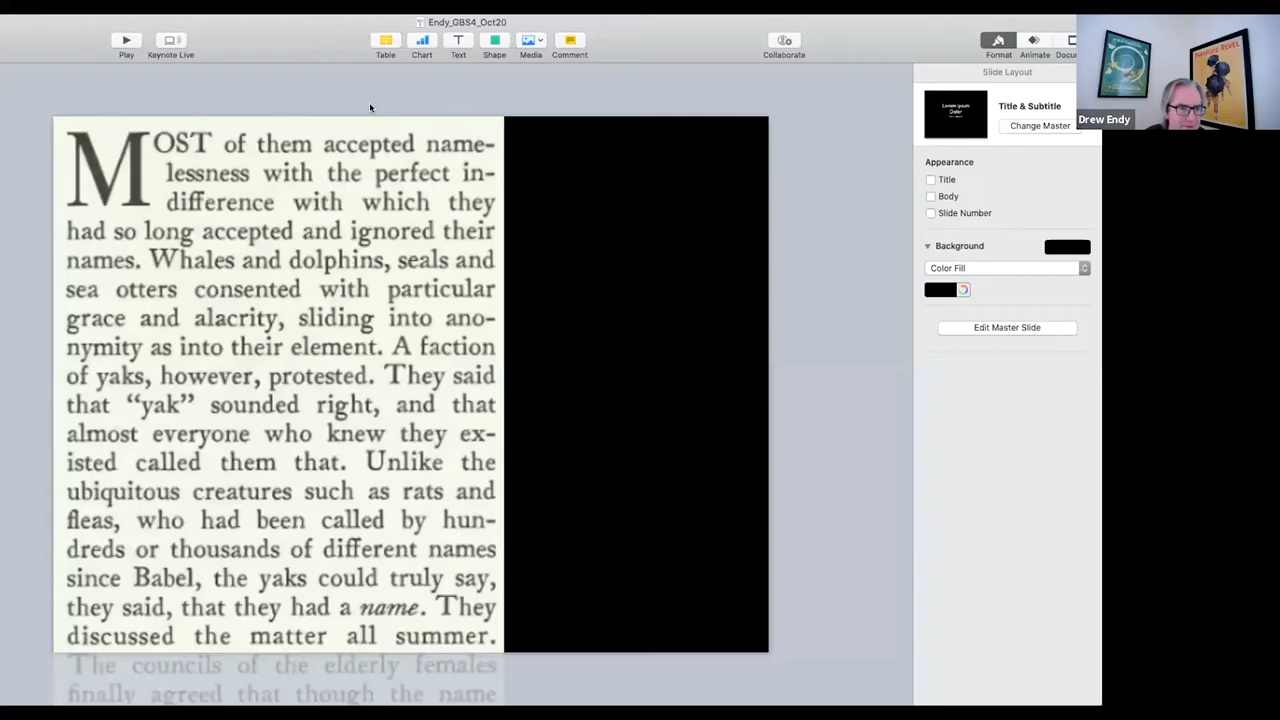 Endy_GBS4_Oct20
Play
Keynote Live
Table
Chart
Text
Shape
Media
Comment
Collaborate
Format
Animate
Docu
Slide Layout
Title & Subtitle
Change Master
Lorem Ipsum
Dolor
Drew Endy
Appearance
Title
Body
Slide Number
Background
Color Fill
Edit Master Slide
MOST of them accepted name-
lessness with the perfect in-
difference with which they
had so long accepted and ignored their
names. Whales and dolphins, seals and
sea otters consented with particular
grace and alacrity, sliding into ano-
nymity as into their element. A faction
of yaks, however, protested. They said
that “yak” sounded right, and that
almost everyone who knew they ex-
isted called them that. Unlike the
ubiquitous creatures such as rats and
fleas, who had been called by hun-
dreds or thousands of different names
since Babel, the yaks could truly say,
they said, that they had a name. They
discussed the matter all summer.
The councils of the elderly females
finally agreed that though the name